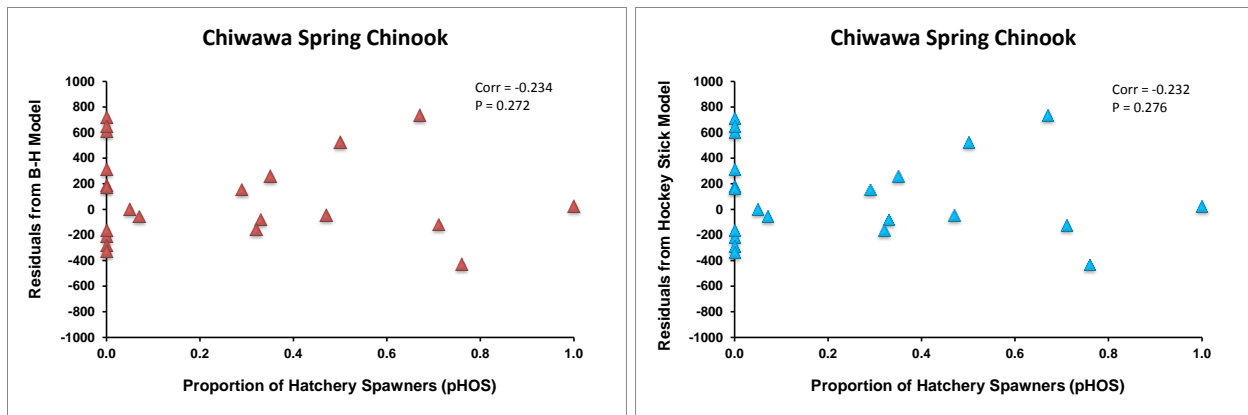 Chiwawa Spring Chinook
Corr = -0.234
P = 0.272
Residuals from B-H Model
1000
800
600
400
200
0
-200
-400
-600
-800
-1000
0.0 0.2 0.4 0.6 0.8 1.0
Proportion of Hatchery Spawners (pHOS)
Chiwawa Spring Chinook
Corr = -0.232
P = 0.276
Residuals from Hockey Stick Model
1000
800
600
400
200
0
-200
-400
-600
-800
-1000
0.0 0.2 0.4 0.6 0.8 1.0
Proportion of Hatchery Spawners (pHOS)